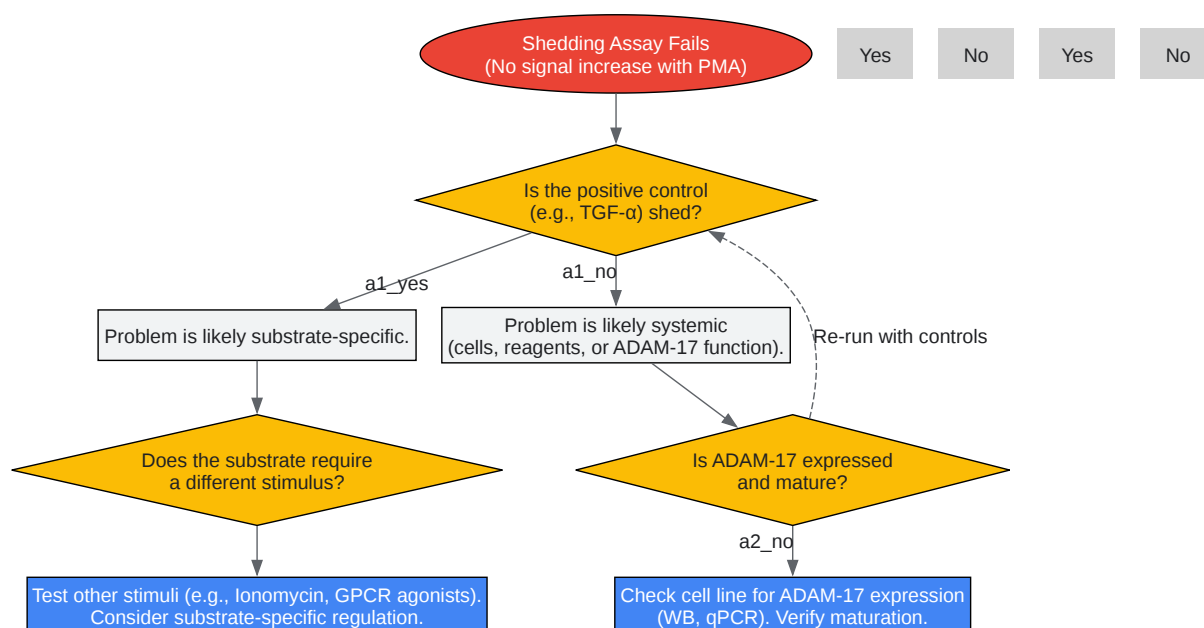 Shedding Assay Fails
(No signal increase with PMA)
Yes
No
Yes
No
Is the positive control
(e.g., TGF-α) shed?
a1_yes
a1_no
Problem is likely substrate-specific.
Problem is likely systemic
(cells, reagents, or ADAM-17 function).
Re-run with controls
Does the substrate require
a different stimulus?
Is ADAM-17 expressed
and mature?
a2_no
Test other stimuli (e.g., Ionomycin, GPCR agonists).
Consider substrate-specific regulation.
Check cell line for ADAM-17 expression
(WB, qPCR). Verify maturation.